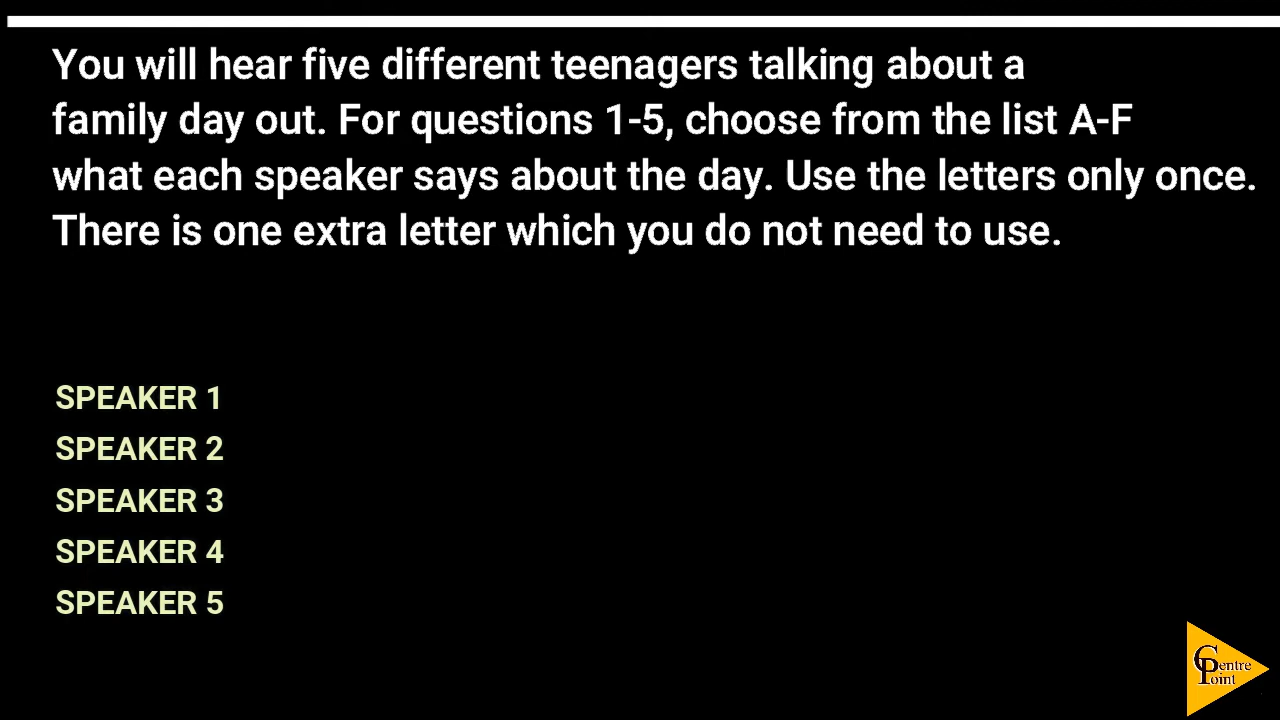 You will hear five different teenagers talking about a
family day out. For questions 1-5, choose from the list A-F
what each speaker says about the day. Use the letters only once.
There is one extra letter which you do not need to use.
SPEAKER 1
SPEAKER 2
SPEAKER 3
SPEAKER 4
SPEAKER 5
Centre
Point